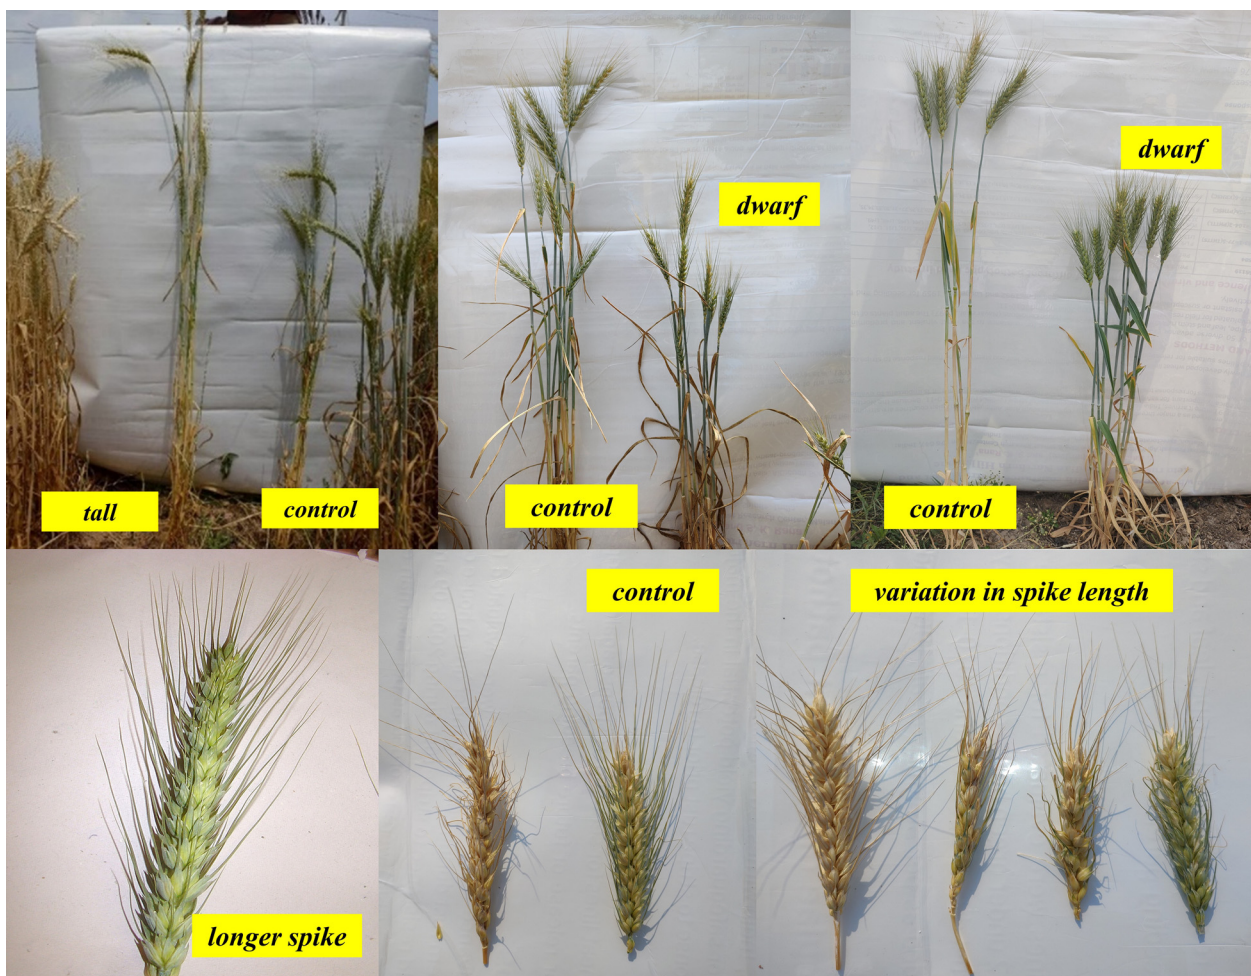 dwarf
dwarf
tall
control
control
control
control
variation in spike length
longer spike